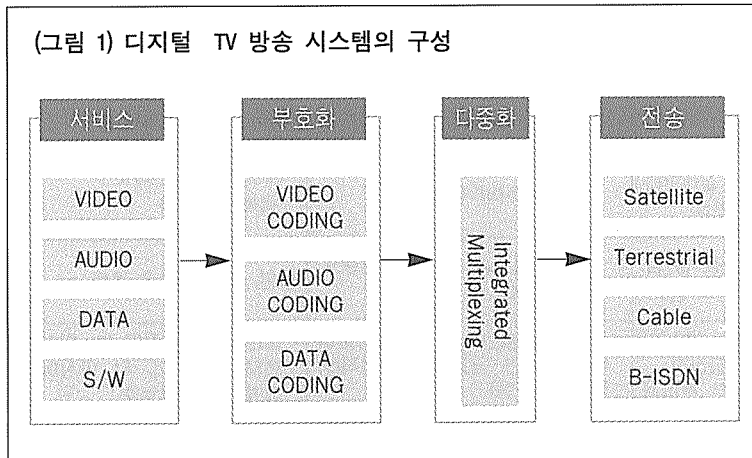 (그림 1) 디지털 TV 방송 시스템의 구성
서비스
VIDEO
AUDIO
DATA
S/W
부호화
VIDEO
CODING
AUDIO
CODING
DATA
CODING
다중화
Integrated
Multiplexing
전송
Satellite
Terrestrial
Cable
B-ISDN